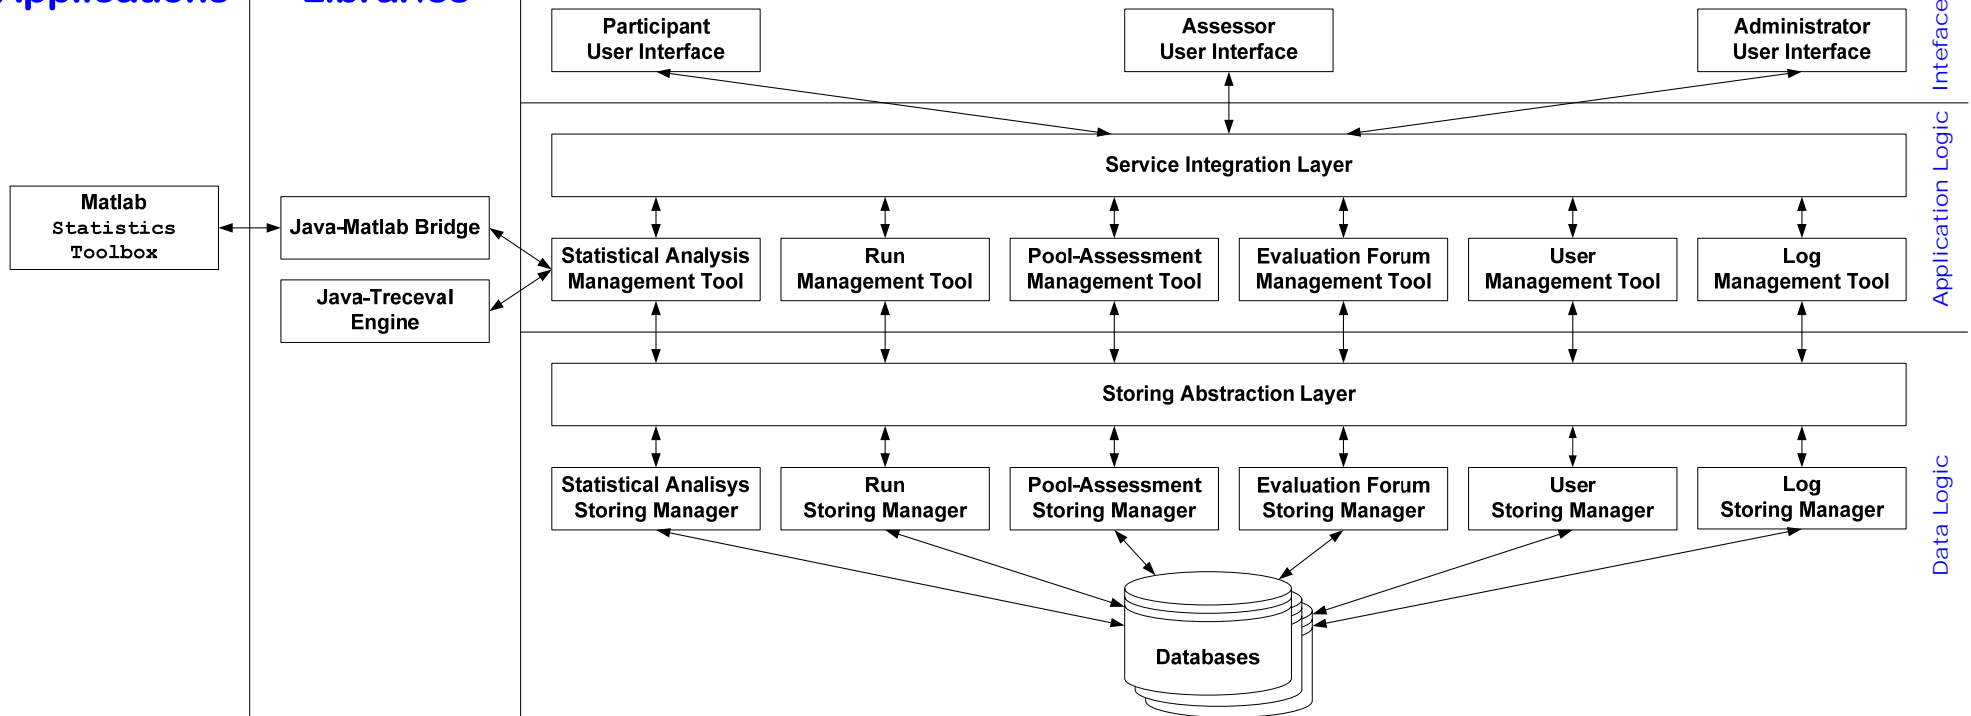 Applications
Libraries
Participant
User Interface
Assessor
User Interface
Administrator
User Interface
Inteface
Service Integration Layer
Application Logic
Matlab
Statistics
Toolbox
Java-Matlab Bridge
Java-Treceval
Engine
Statistical Analysis
Management Tool
Run
Management Tool
Pool-Assessment
Management Tool
Evaluation Forum
Management Tool
User
Management Tool
Log
Management Tool
Storing Abstraction Layer
Statistical Analisys
Storing Manager
Run
Storing Manager
Pool-Assessment
Storing Manager
Evaluation Forum
Storing Manager
User
Storing Manager
Log
Storing Manager
Data Logic
Databases